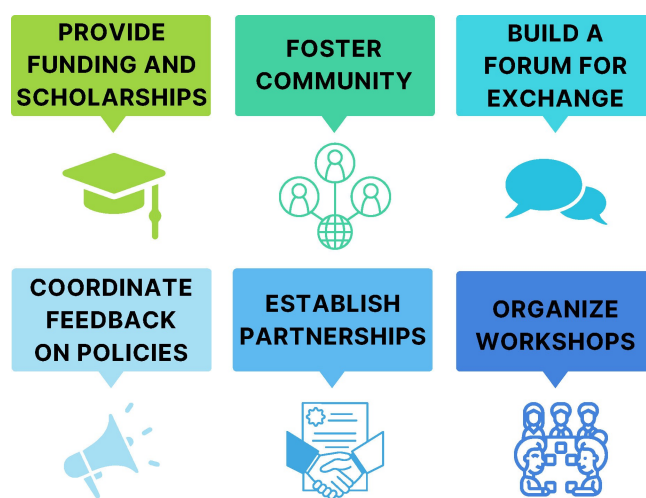 PROVIDE
FUNDING AND
SCHOLARSHIPS
FOSTER
COMMUNITY
BUILD A
FORUM FOR
EXCHANGE
COORDINATE
FEEDBACK
ON POLICIES
ESTABLISH
PARTNERSHIPS
ORGANIZE
WORKSHOPS